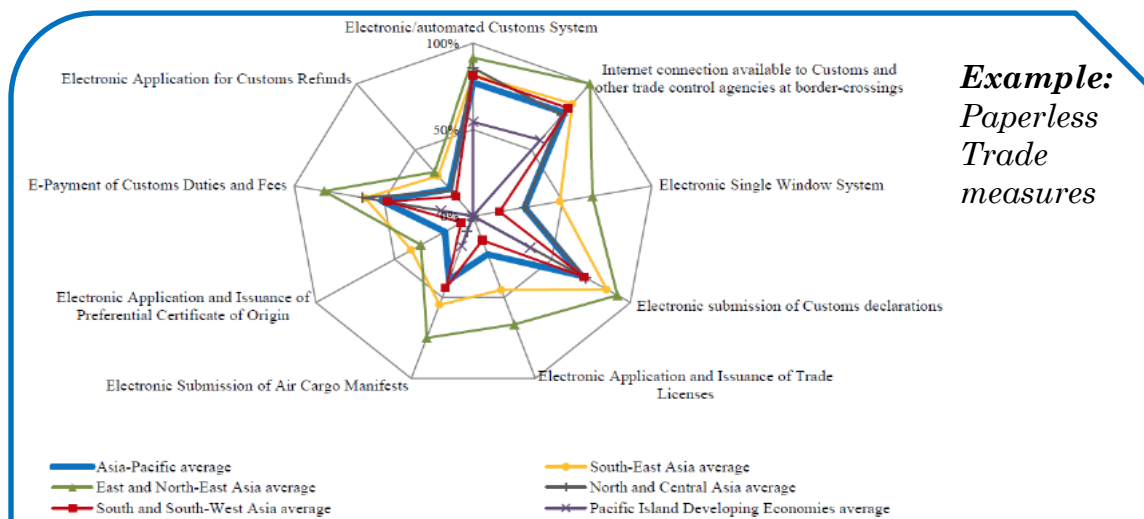 Electronic/automated Customs System
100%
Electronic Application for Customs Refunds
Internet connection available to Customs and
other trade control agencies at border-crossings
Example:
Paperless
Trade
measures
50%
E-Payment of Customs Duties and Fees
Electronic Single Window System
0%
Electronic Application and Issuance of
Preferential Certificate of Origin
Electronic submission of Customs declarations
Electronic Submission of Air Cargo Manifests
Electronic Application and Issuance of Trade
Licenses
Asia-Pacific average
South-East Asia average
East and North-East Asia average
North and Central Asia average
South and South-West Asia average
Pacific Island Developing Economies average